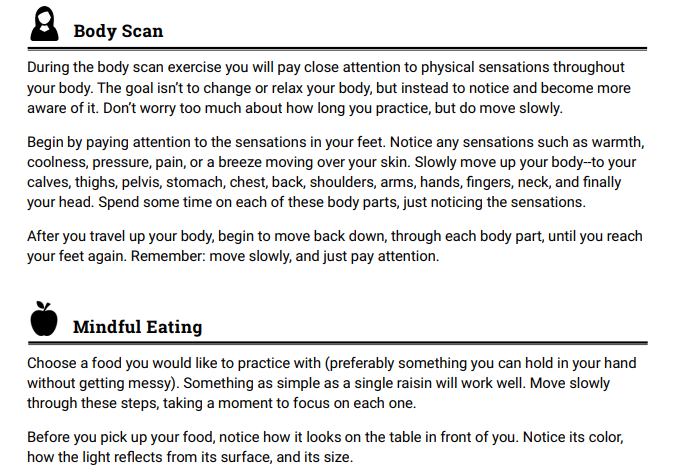 Body Scan
During the body scan exercise you will pay close attention to physical sensations throughout
your body. The goal isn't to change or relax your body, but instead to notice and become more
aware of it. Don't worry too much about how long you practice, but do move slowly.
Begin by paying attention to the sensations in your feet. Notice any sensations such as warmth,
coolness, pressure, pain, or a breeze moving over your skin. Slowly move up your body--to your
calves, thighs, pelvis, stomach, chest, back, shoulders, arms, hands, fingers, neck, and finally
your head. Spend some time on each of these body parts, just noticing the sensations.
After you travel up your body, begin to move back down, through each body part, until you reach
your feet again. Remember: move slowly, and just pay attention.
Mindful Eating
Choose a food you would like to practice with (preferably something you can hold in your hand
without getting messy). Something as simple as a single raisin will work well. Move slowly
through these steps, taking a moment to focus on each one.
Before you pick up your food, notice how it looks on the table in front of you. Notice its color,
how the light reflects from its surface, and its size.